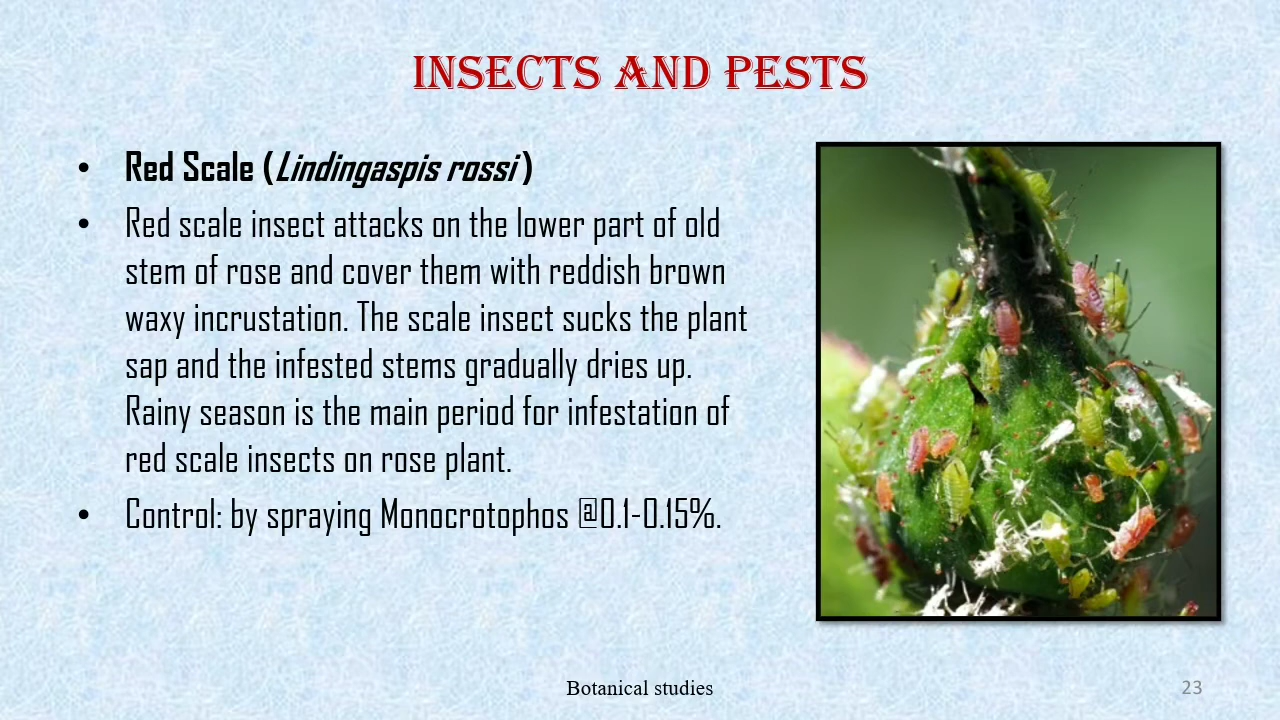 INSECTS AND PESTS
• Red Scale (Lindingaspis rossi )
• Red scale insect attacks on the lower part of old
stem of rose and cover them with reddish brown
waxy incrustation. The scale insect sucks the plant
sap and the infested stems gradually dries up.
Rainy season is the main period for infestation of
red scale insects on rose plant.
• Control: by spraying Monocrotophos @0.1-0.15%.
Botanical studies
23